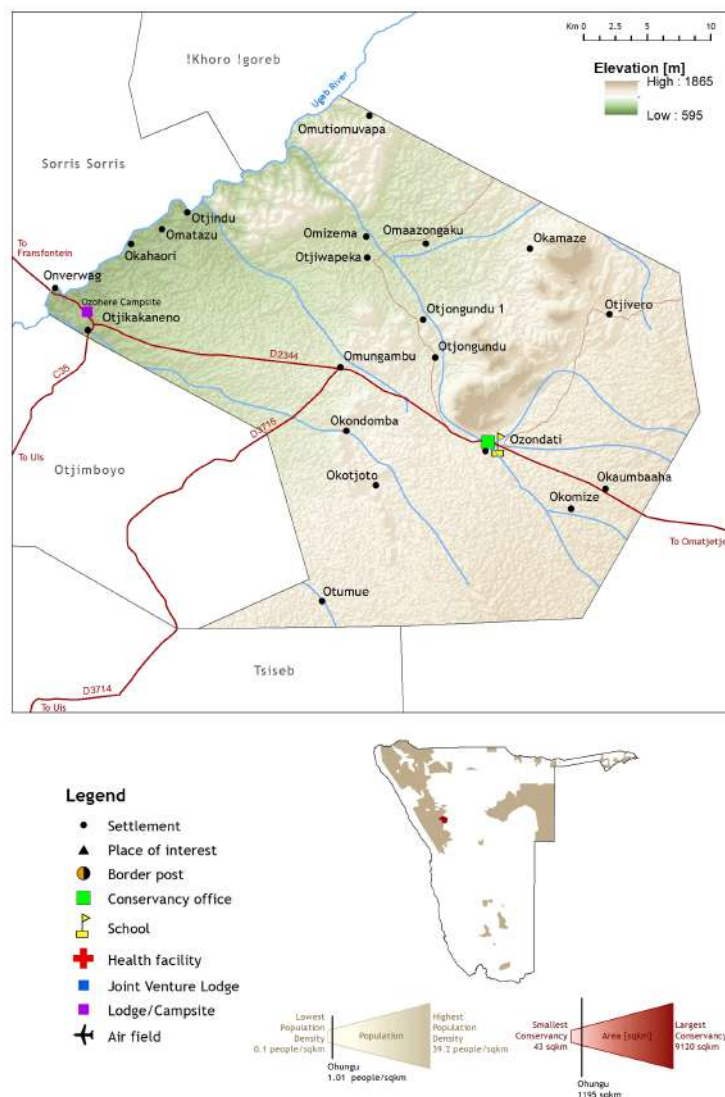 !Khoro !goreb
Km 0 2.5 5 10
Elevation [m]
High : 1865
Low : 595
Ugab River
Omutiomuvapa
Sorris Sorris
Otjindu
Omatazu
Okahaori
Omizema
Omaazongaku
Okamaze
Otjiwapeka
To
Fransfontein
Onverwag
Ozohere Campsite
Otjikakaneno
Otjongundu 1
Otjivero
Otjongundu
D2344
Omungambu
C35
D3716
Okondomba
Ozondati
To Uis
Otjimboyo
Okotjoto
Okaumbaaha
Okomize
To Omatjetje
Otumue
Tsiseb
D3714
To Uis
Legend
Settlement
Place of interest
Border post
Conservancy office
School
Health facility
Joint Venture Lodge
Lodge/Campsite
Air field
Lowest
Population
Density
0.1 people/sqkm
Population
Highest
Population
Density
39.2 people/sqkm
Ohungu
1.01 people/sqkm
Smallest
Conservancy
43 sqkm
Area [sqkm]
Largest
Conservancy
9120 sqkm
Ohungu
1195 sqkm